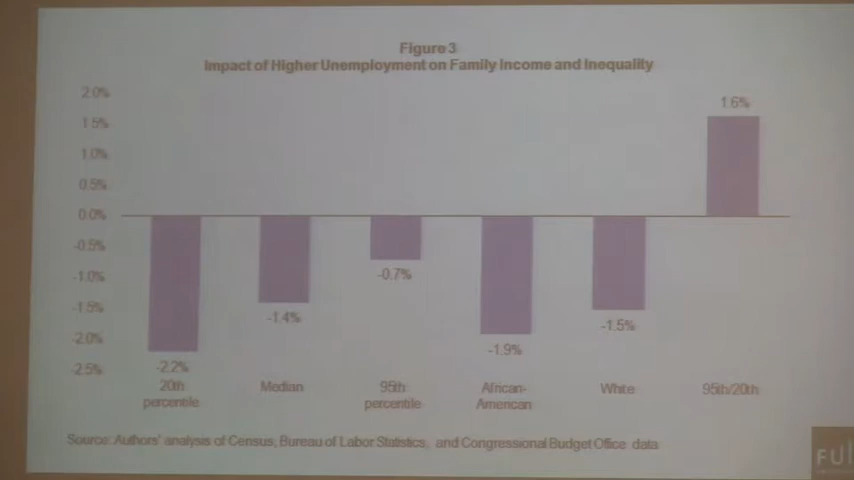 Figure 3
Impact of Higher Unemployment on Family Income and Inequality
2.0%
1.5%
1.0%
0.5%
0.0%
-0.5%
-1.0%
-1.5%
-2.0%
-2.5%
1.6%
-0.7%
-1.4%
-1.5%
-1.9%
-2.2%
20th
percentile
Median
95th
percentile
African-
American
White
95th/20th
Source: Authors' analysis of Census, Bureau of Labor Statistics, and Congressional Budget Office data